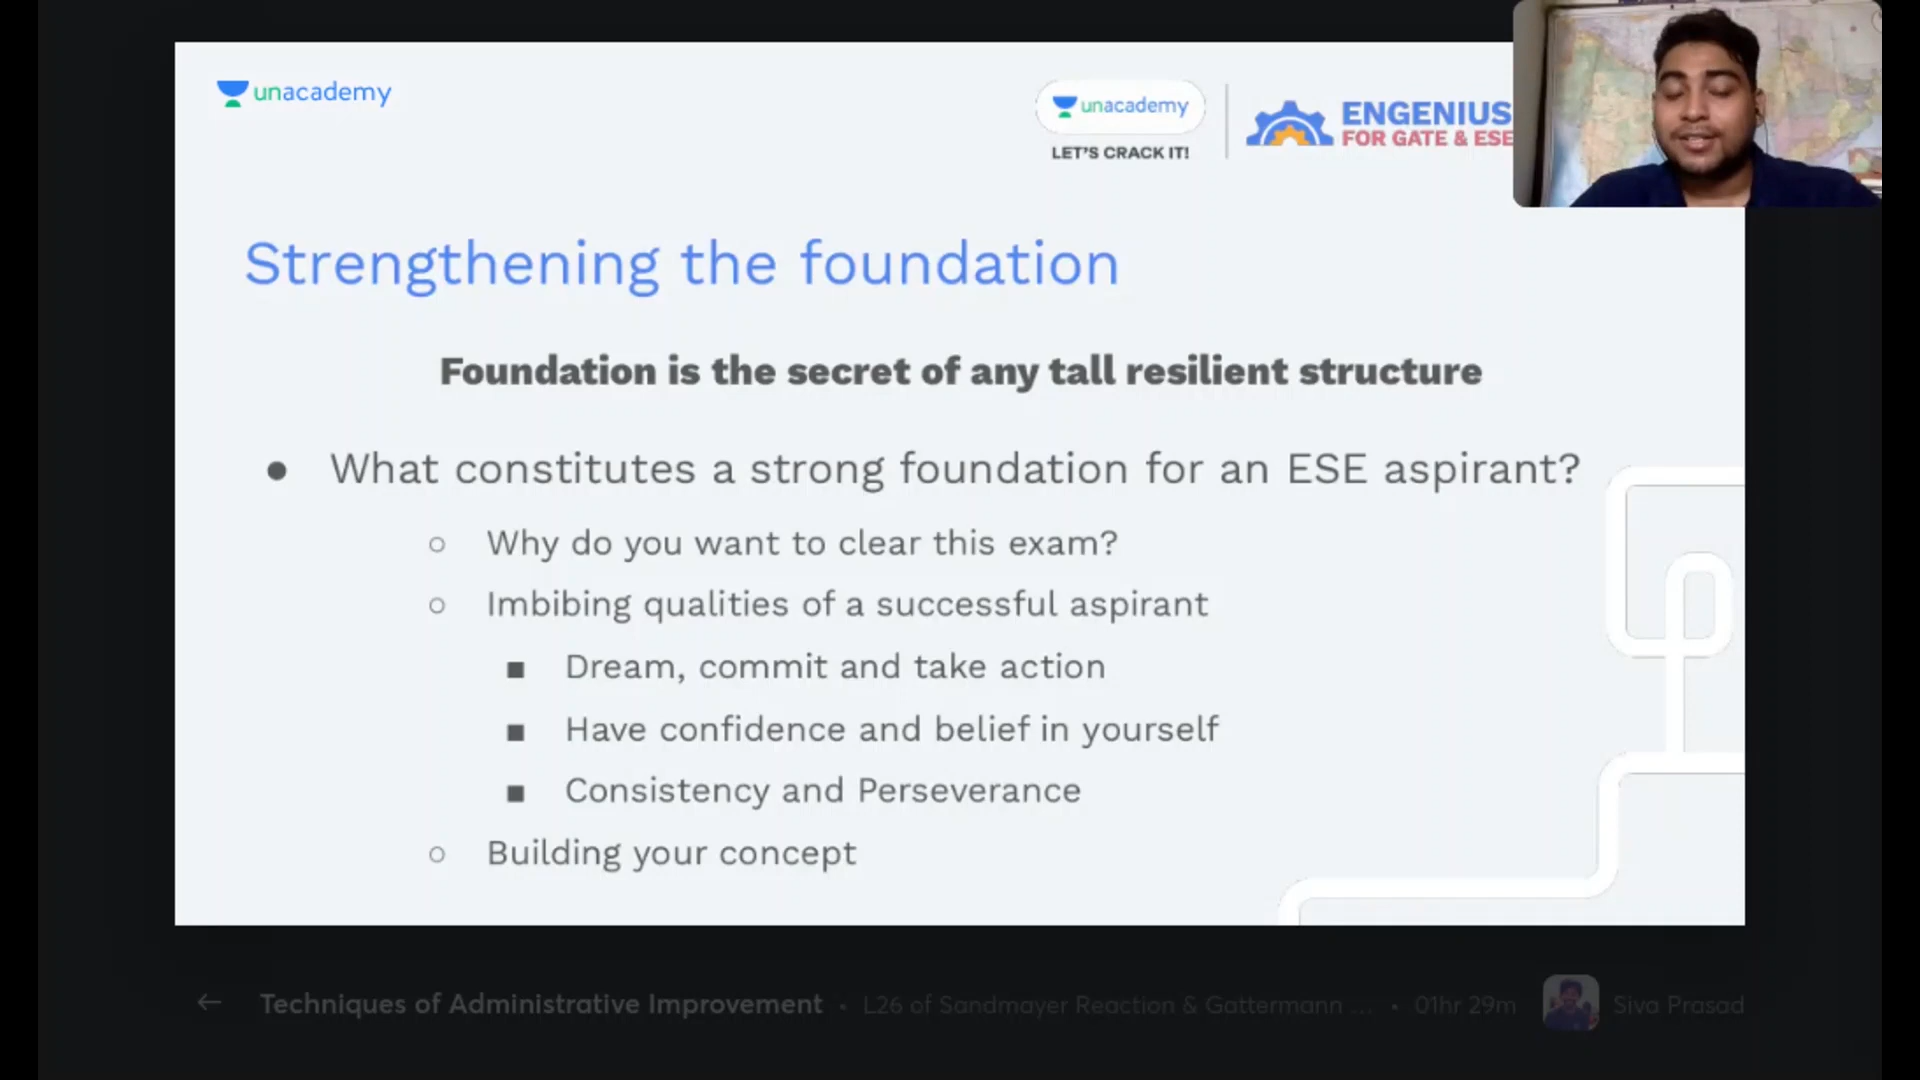 unacademy
unacademy
LET'S CRACK IT!
ENGENIUS
FOR GATE & ESE
Strengthening the foundation
Foundation is the secret of any tall resilient structure
● What constitutes a strong foundation for an ESE aspirant?
○ Why do you want to clear this exam?
○ Imbibing qualities of a successful aspirant
■ Dream, commit and take action
■ Have confidence and belief in yourself
■ Consistency and Perseverance
○ Building your concept
← Techniques of Administrative Improvement • L26 of Sandmayer Reaction & Gattermann ... • 01hr 29m Siva Prasad